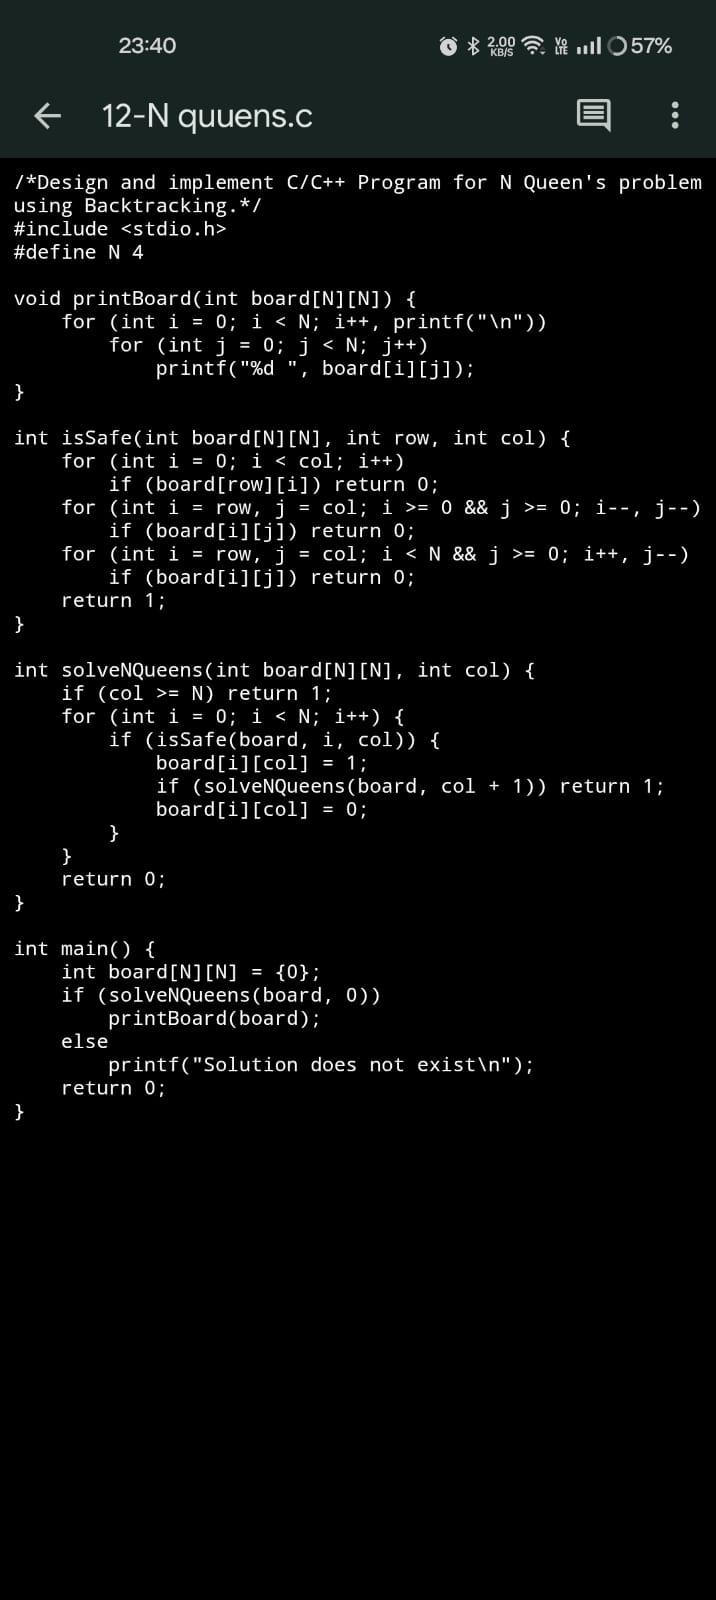 23:40
2.00 KB/S Vo LTE 57%
12-N quuens.c
/*Design and implement C/C++ Program for N Queen's problem
using Backtracking.*/
#include <stdio.h>
#define N 4
void printBoard(int board[N][N]) {
    for (int i = 0; i < N; i++, printf("\n"))
        for (int j = 0; j < N; j++)
            printf("%d ", board[i][j]);
}
int isSafe(int board[N][N], int row, int col) {
    for (int i = 0; i < col; i++)
        if (board[row][i]) return 0;
    for (int i = row, j = col; i >= 0 && j >= 0; i--, j--)
        if (board[i][j]) return 0;
    for (int i = row, j = col; i < N && j >= 0; i++, j--)
        if (board[i][j]) return 0;
    return 1;
}
int solveNQueens(int board[N][N], int col) {
    if (col >= N) return 1;
    for (int i = 0; i < N; i++) {
        if (isSafe(board, i, col)) {
            board[i][col] = 1;
            if (solveNQueens(board, col + 1)) return 1;
            board[i][col] = 0;
        }
    }
    return 0;
}
int main() {
    int board[N][N] = {0};
    if (solveNQueens(board, 0))
        printBoard(board);
    else
        printf("Solution does not exist\n");
    return 0;
}